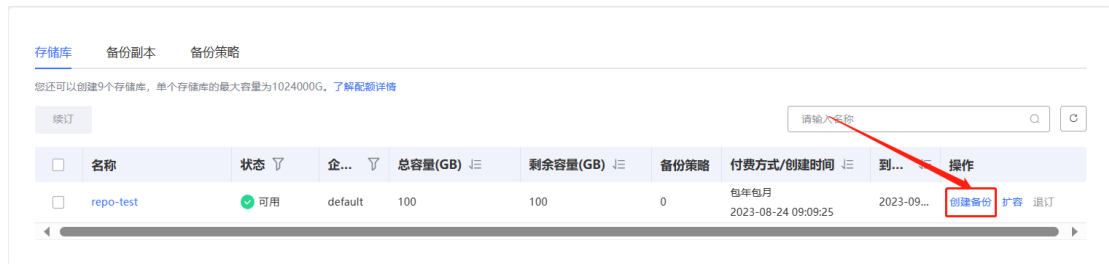 存储库 备份副本 备份策略
您还可以创建9个存储库，单个存储库的最大容量为1024000G。了解配额详情
续订 请输入名称
名称 状态 企... 总容量(GB) 剩余容量(GB) 备份策略 付费方式/创建时间 到... 操作
repo-test 可用 default 100 100 0 包年包月 2023-09... 创建备份 扩容 退订
2023-08-24 09:09:25